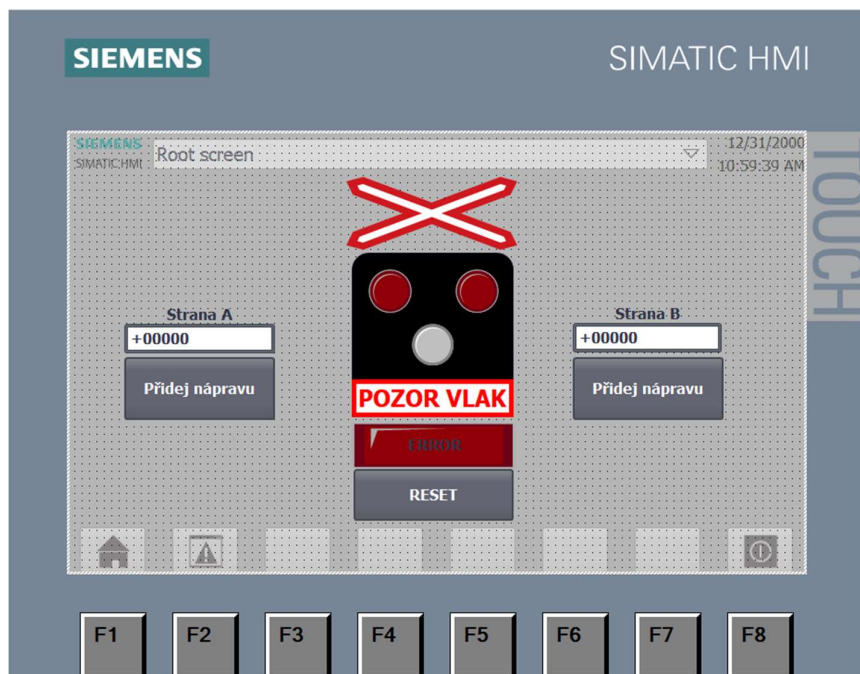 SIEMENS
SIMATIC HMI
TOUCH
SIEMENS
SIMATIC HMI
Root screen
12/31/2000
10:59:39 AM
Strana A
+00000
Přidej nápravu
POZOR VLAK
ERROR
RESET
Strana B
+00000
Přidej nápravu
F1 F2 F3 F4 F5 F6 F7 F8